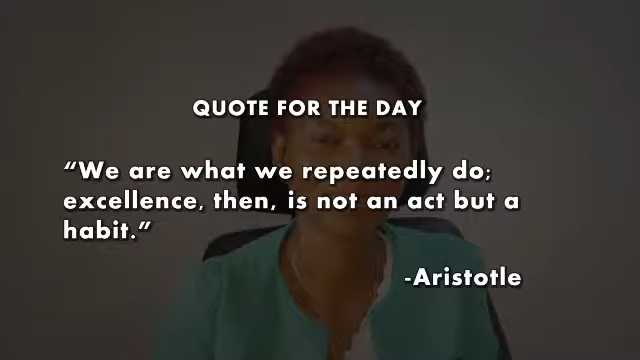 QUOTE FOR THE DAY
“We are what we repeatedly do;
excellence, then, is not an act but a
habit.”
-Aristotle